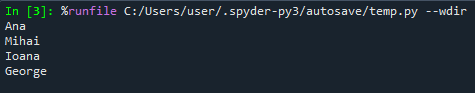 In [3]: %runfile C:/Users/user/.spyder-py3/autosave/temp.py --wdir
Ana
Mihai
Ioana
George